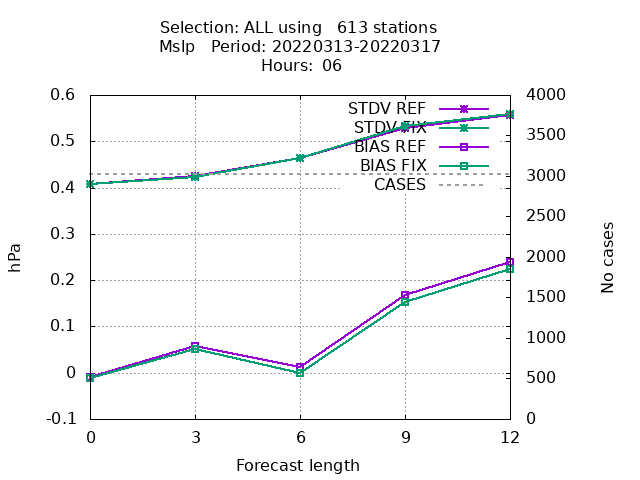 Selection: ALL using   613 stations
Mslp   Period: 20220313-20220317
Hours: 06
STDV REF
STDV FIX
BIAS REF
BIAS FIX
CASES
0.6
0.5
0.4
0.3
0.2
0.1
0
-0.1
hPa
4000
3500
3000
2500
2000
1500
1000
500
0
No cases
0 3 6 9 12
Forecast length